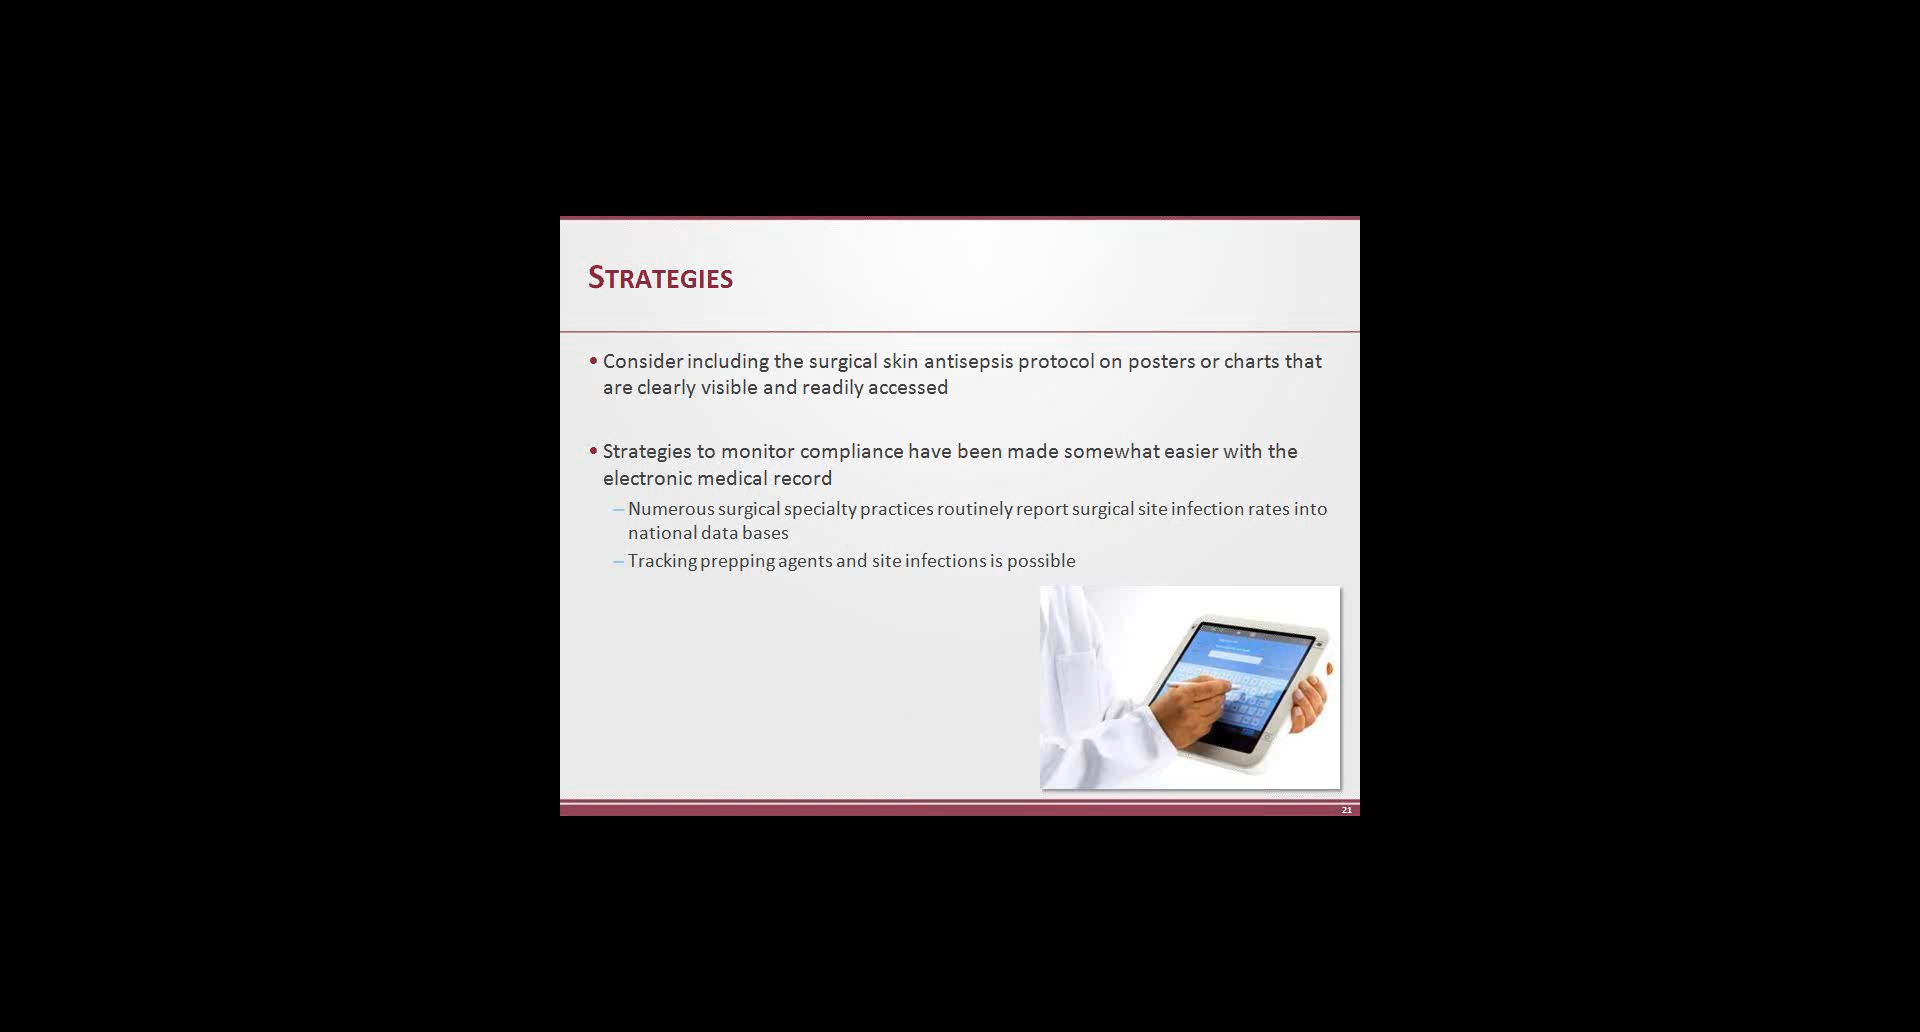 STRATEGIES
• Consider including the surgical skin antisepsis protocol on posters or charts that
are clearly visible and readily accessed
• Strategies to monitor compliance have been made somewhat easier with the
electronic medical record
– Numerous surgical specialty practices routinely report surgical site infection rates into
national data bases
– Tracking prepping agents and site infections is possible
21